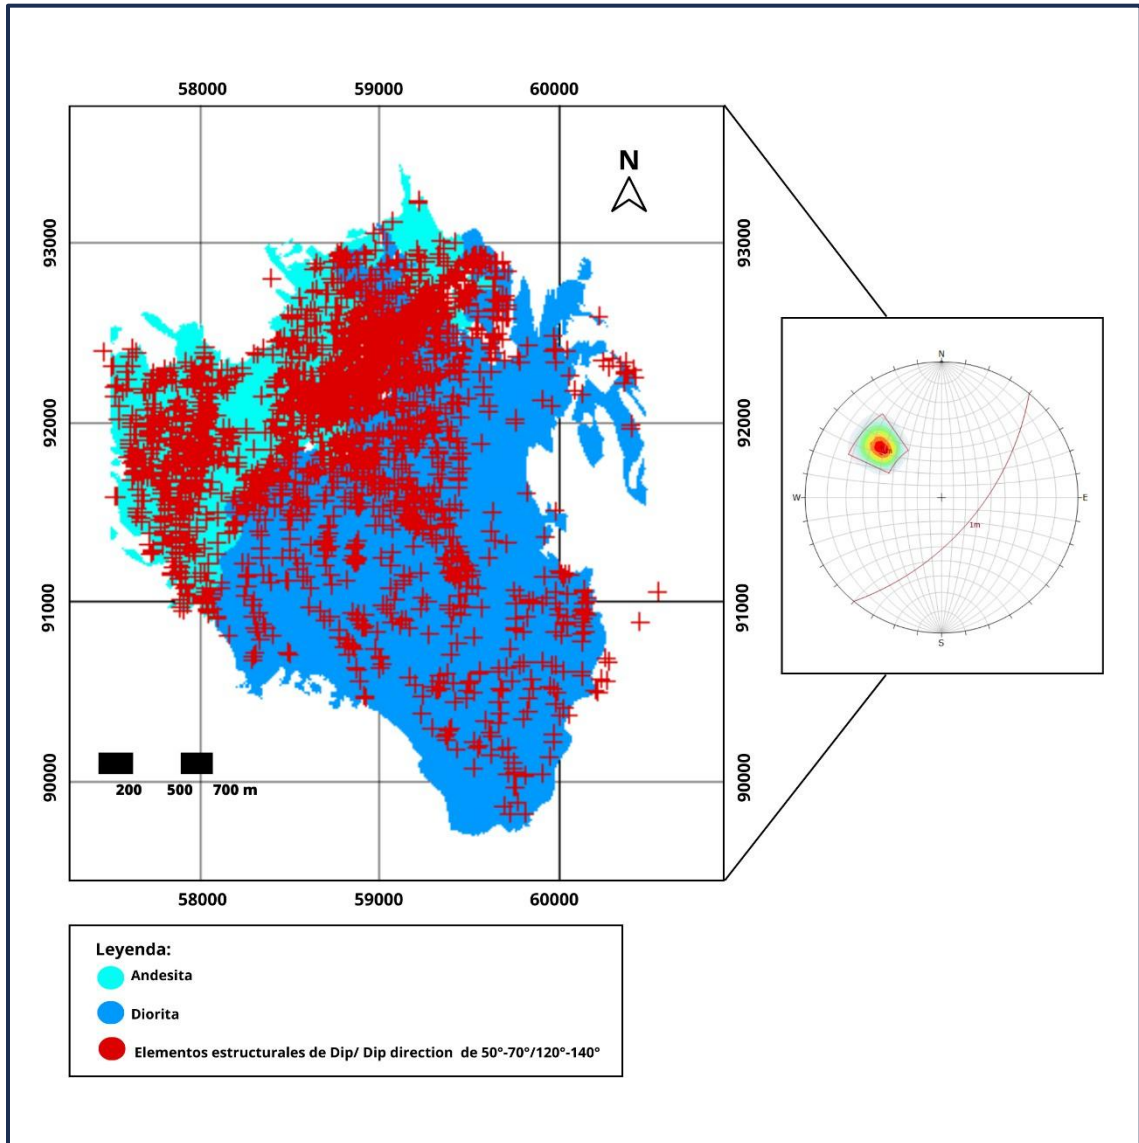 58000 59000 60000
N
93000 93000
92000 92000
91000 91000
90000 90000
200 500 700 m
58000 59000 60000
N
W E
1m
S
Leyenda:
Andesita
Diorita
Elementos estructurales de Dip/ Dip direction de 50°-70°/120°-140°